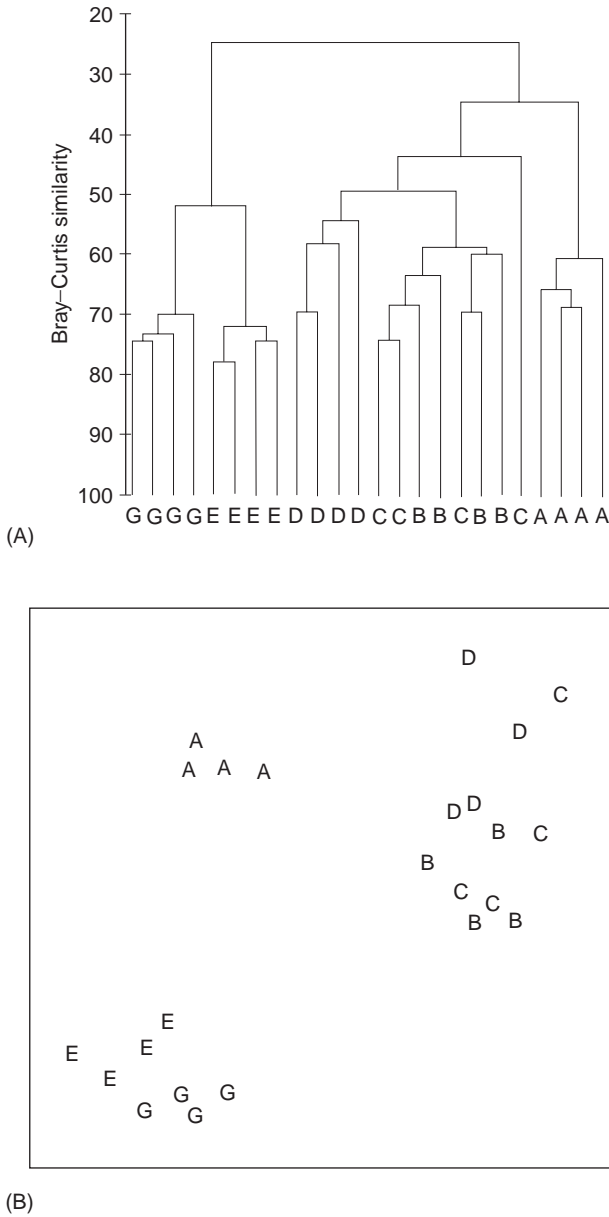 20
30
40
50
60
70
80
90
100
Bray–Curtis similarity
G G G G E E E E D D D D C C B B C B B C A A A A
(A)
D
C
A
D
A A A
D D
B C
B
C
C
B B
E
E E
E
G G
G G
(B)